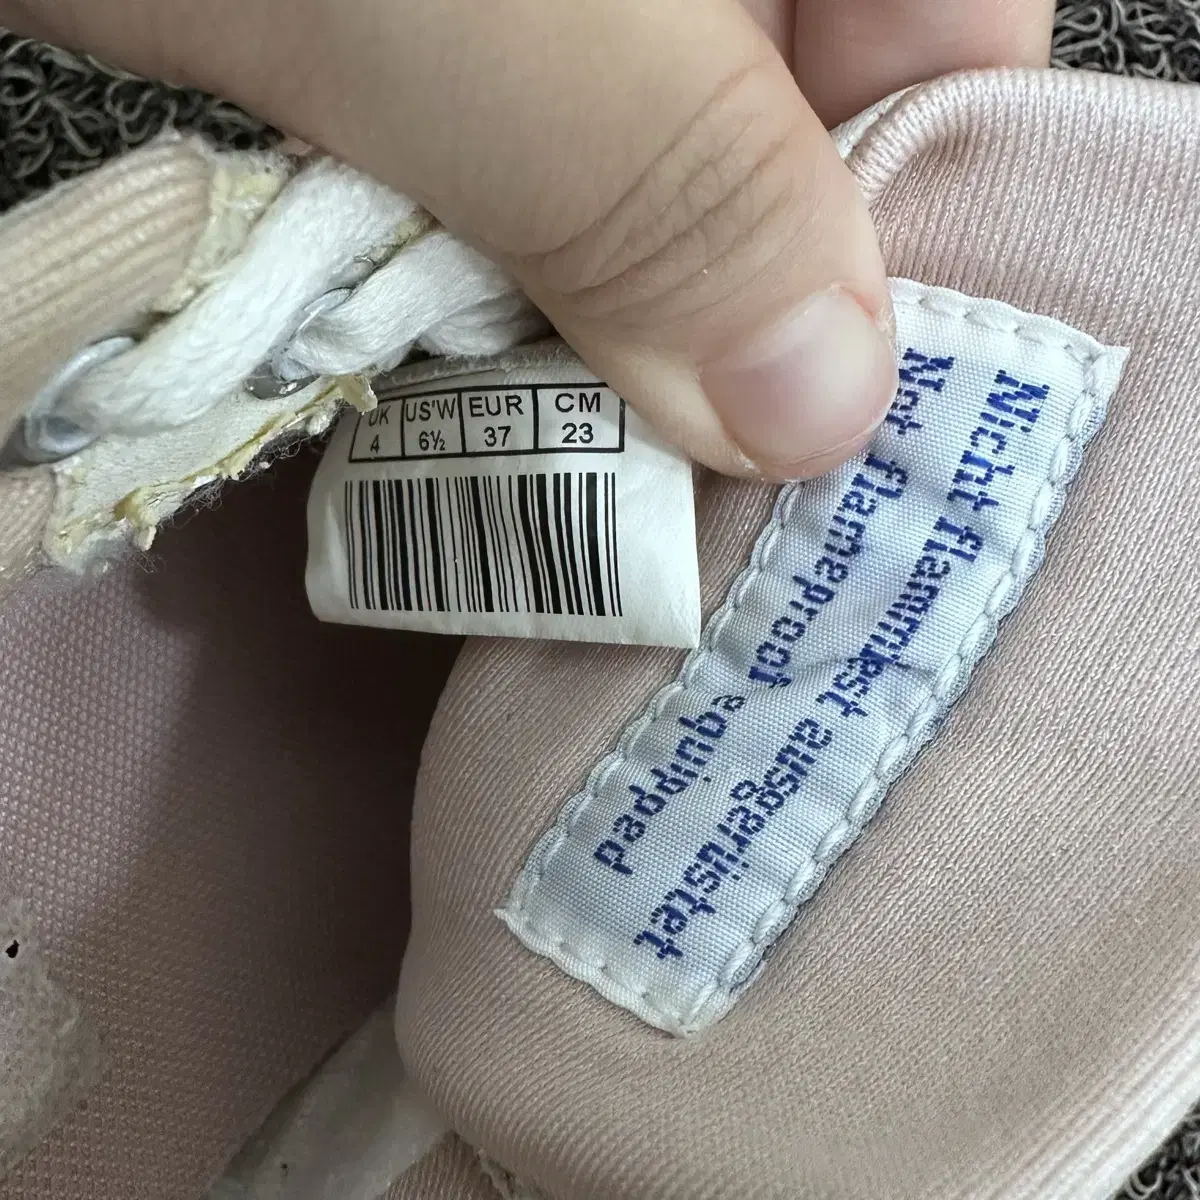 UK US'W EUR CM
4 6½ 37 23
Nicht flammfest ausgerüstet
Not flameproof equipped